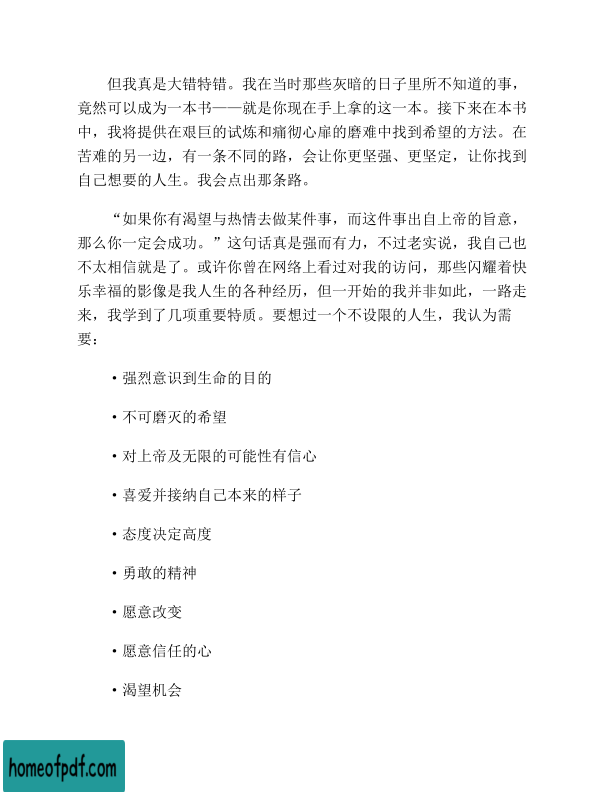 但我真是大错特错。我在当时那些灰暗的日子里所不知道的事，
竟然可以成为一本书——就是你现在手上拿的这一本。接下来在本书
中，我将提供在艰巨的试炼和痛彻心扉的磨难中找到希望的方法。在
苦难的另一边，有一条不同的路，会让你更坚强、更坚定，让你找到
自己想要的人生。我会点出那条路。
“如果你有渴望与热情去做某件事，而这件事出自上帝的旨意，
那么你一定会成功。”这句话真是强而有力，不过老实说，我自己也
不太相信就是了。或许你曾在网络上看过对我的访问，那些闪耀着快
乐幸福的影像是我人生的各种经历，但一开始的我并非如此，一路走
来，我学到了几项重要特质。要想过一个不设限的人生，我认为需
要：
• 强烈意识到生命的目的
• 不可磨灭的希望
• 对上帝及无限的可能性有信心
• 喜爱并接纳自己本来的样子
• 态度决定高度
• 勇敢的精神
• 愿意改变
• 愿意信任的心
• 渴望机会
homeofpdf.com